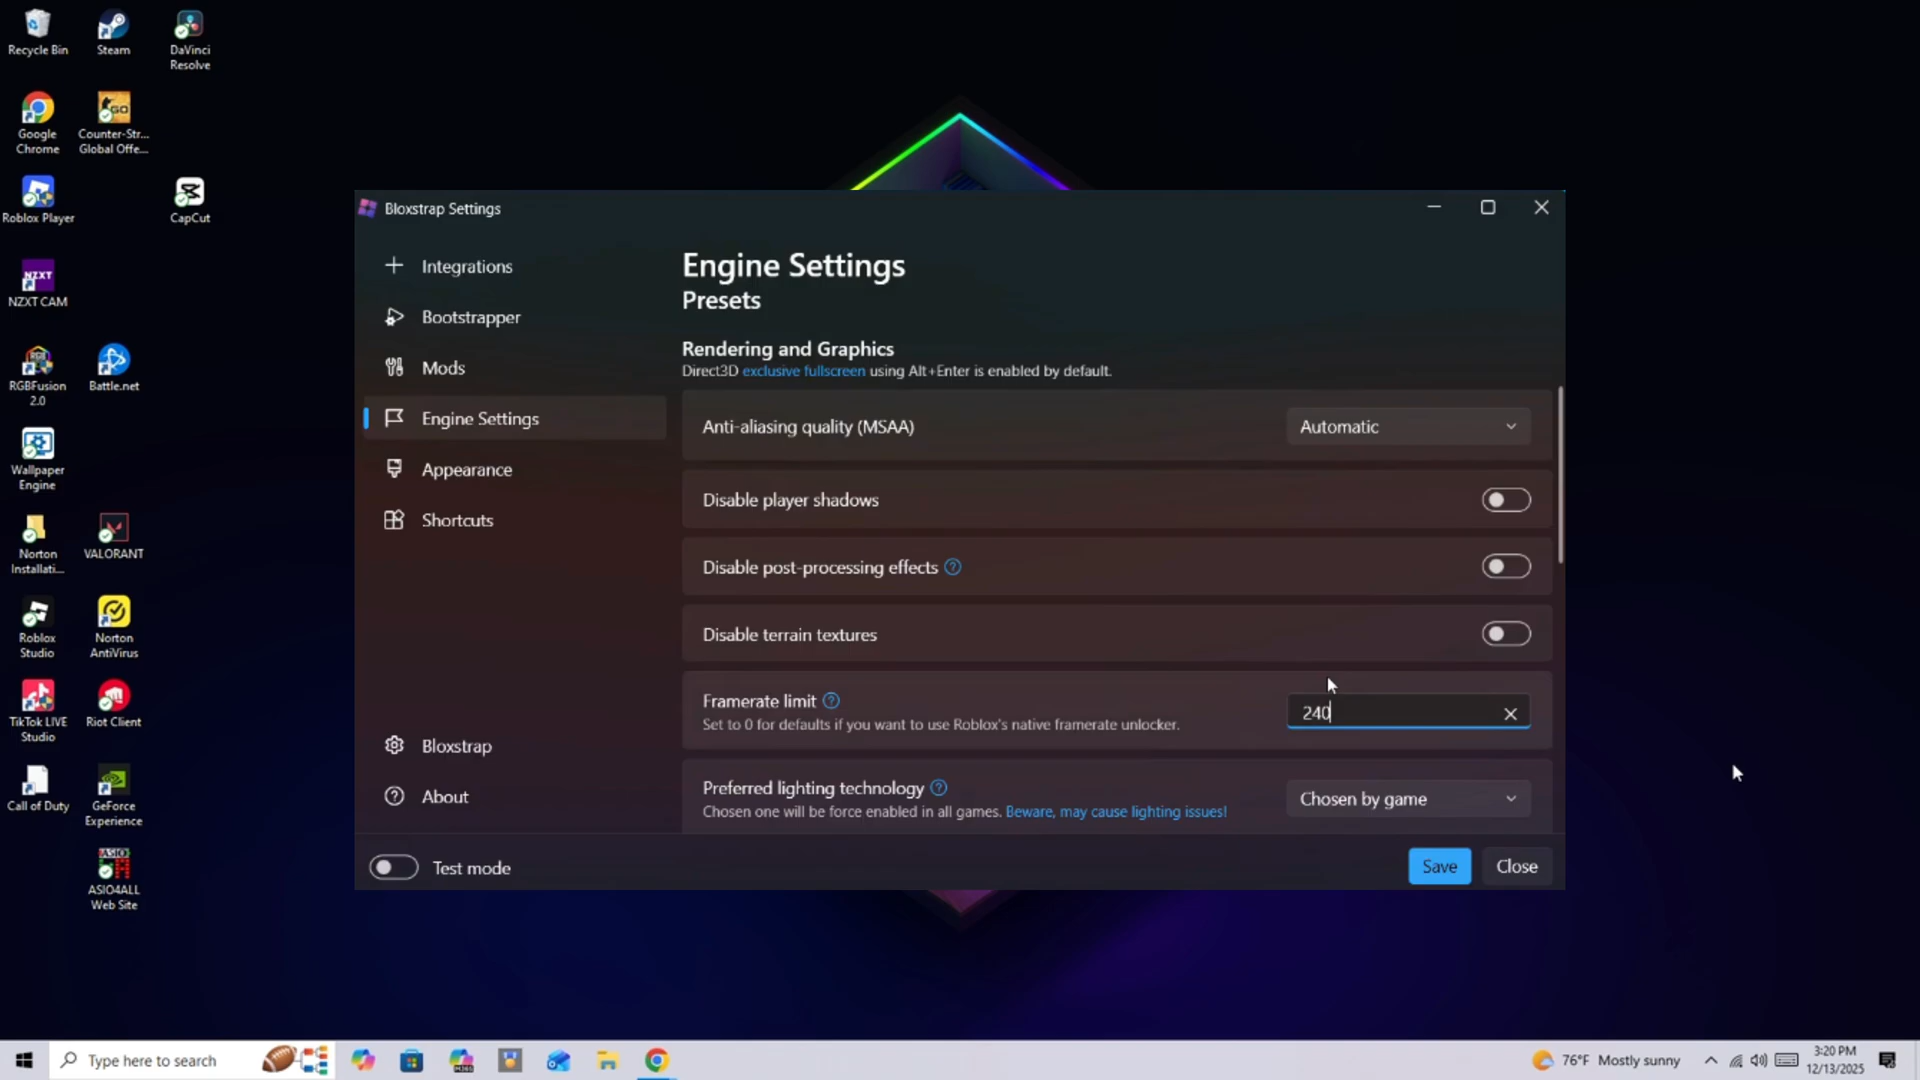 Recycle Bin
Steam
DaVinci
Resolve
Google
Chrome
Counter-Str...
Global Offe...
Roblox Player
CapCut
NZXT
NZXT CAM
RGBFusion
2.0
Battle.net
Wallpaper
Engine
Norton
Installati...
VALORANT
Roblox
Studio
Norton
AntiVirus
TikTok LIVE
Studio
Riot Client
Call of Duty
GeForce
Experience
ASIO4ALL
Web Site
Bloxstrap Settings
Integrations
Bootstrapper
Mods
Engine Settings
Appearance
Shortcuts
Bloxstrap
About
Engine Settings
Presets
Rendering and Graphics
Direct3D exclusive fullscreen using Alt+Enter is enabled by default.
Anti-aliasing quality (MSAA)
Automatic
Disable player shadows
Disable post-processing effects
Disable terrain textures
Framerate limit
Set to 0 for defaults if you want to use Roblox's native framerate unlocker.
240
Preferred lighting technology
Chosen one will be force enabled in all games. Beware, may cause lighting issues!
Chosen by game
Test mode
Save
Close
Type here to search
76°F Mostly sunny
3:20 PM
12/13/2025